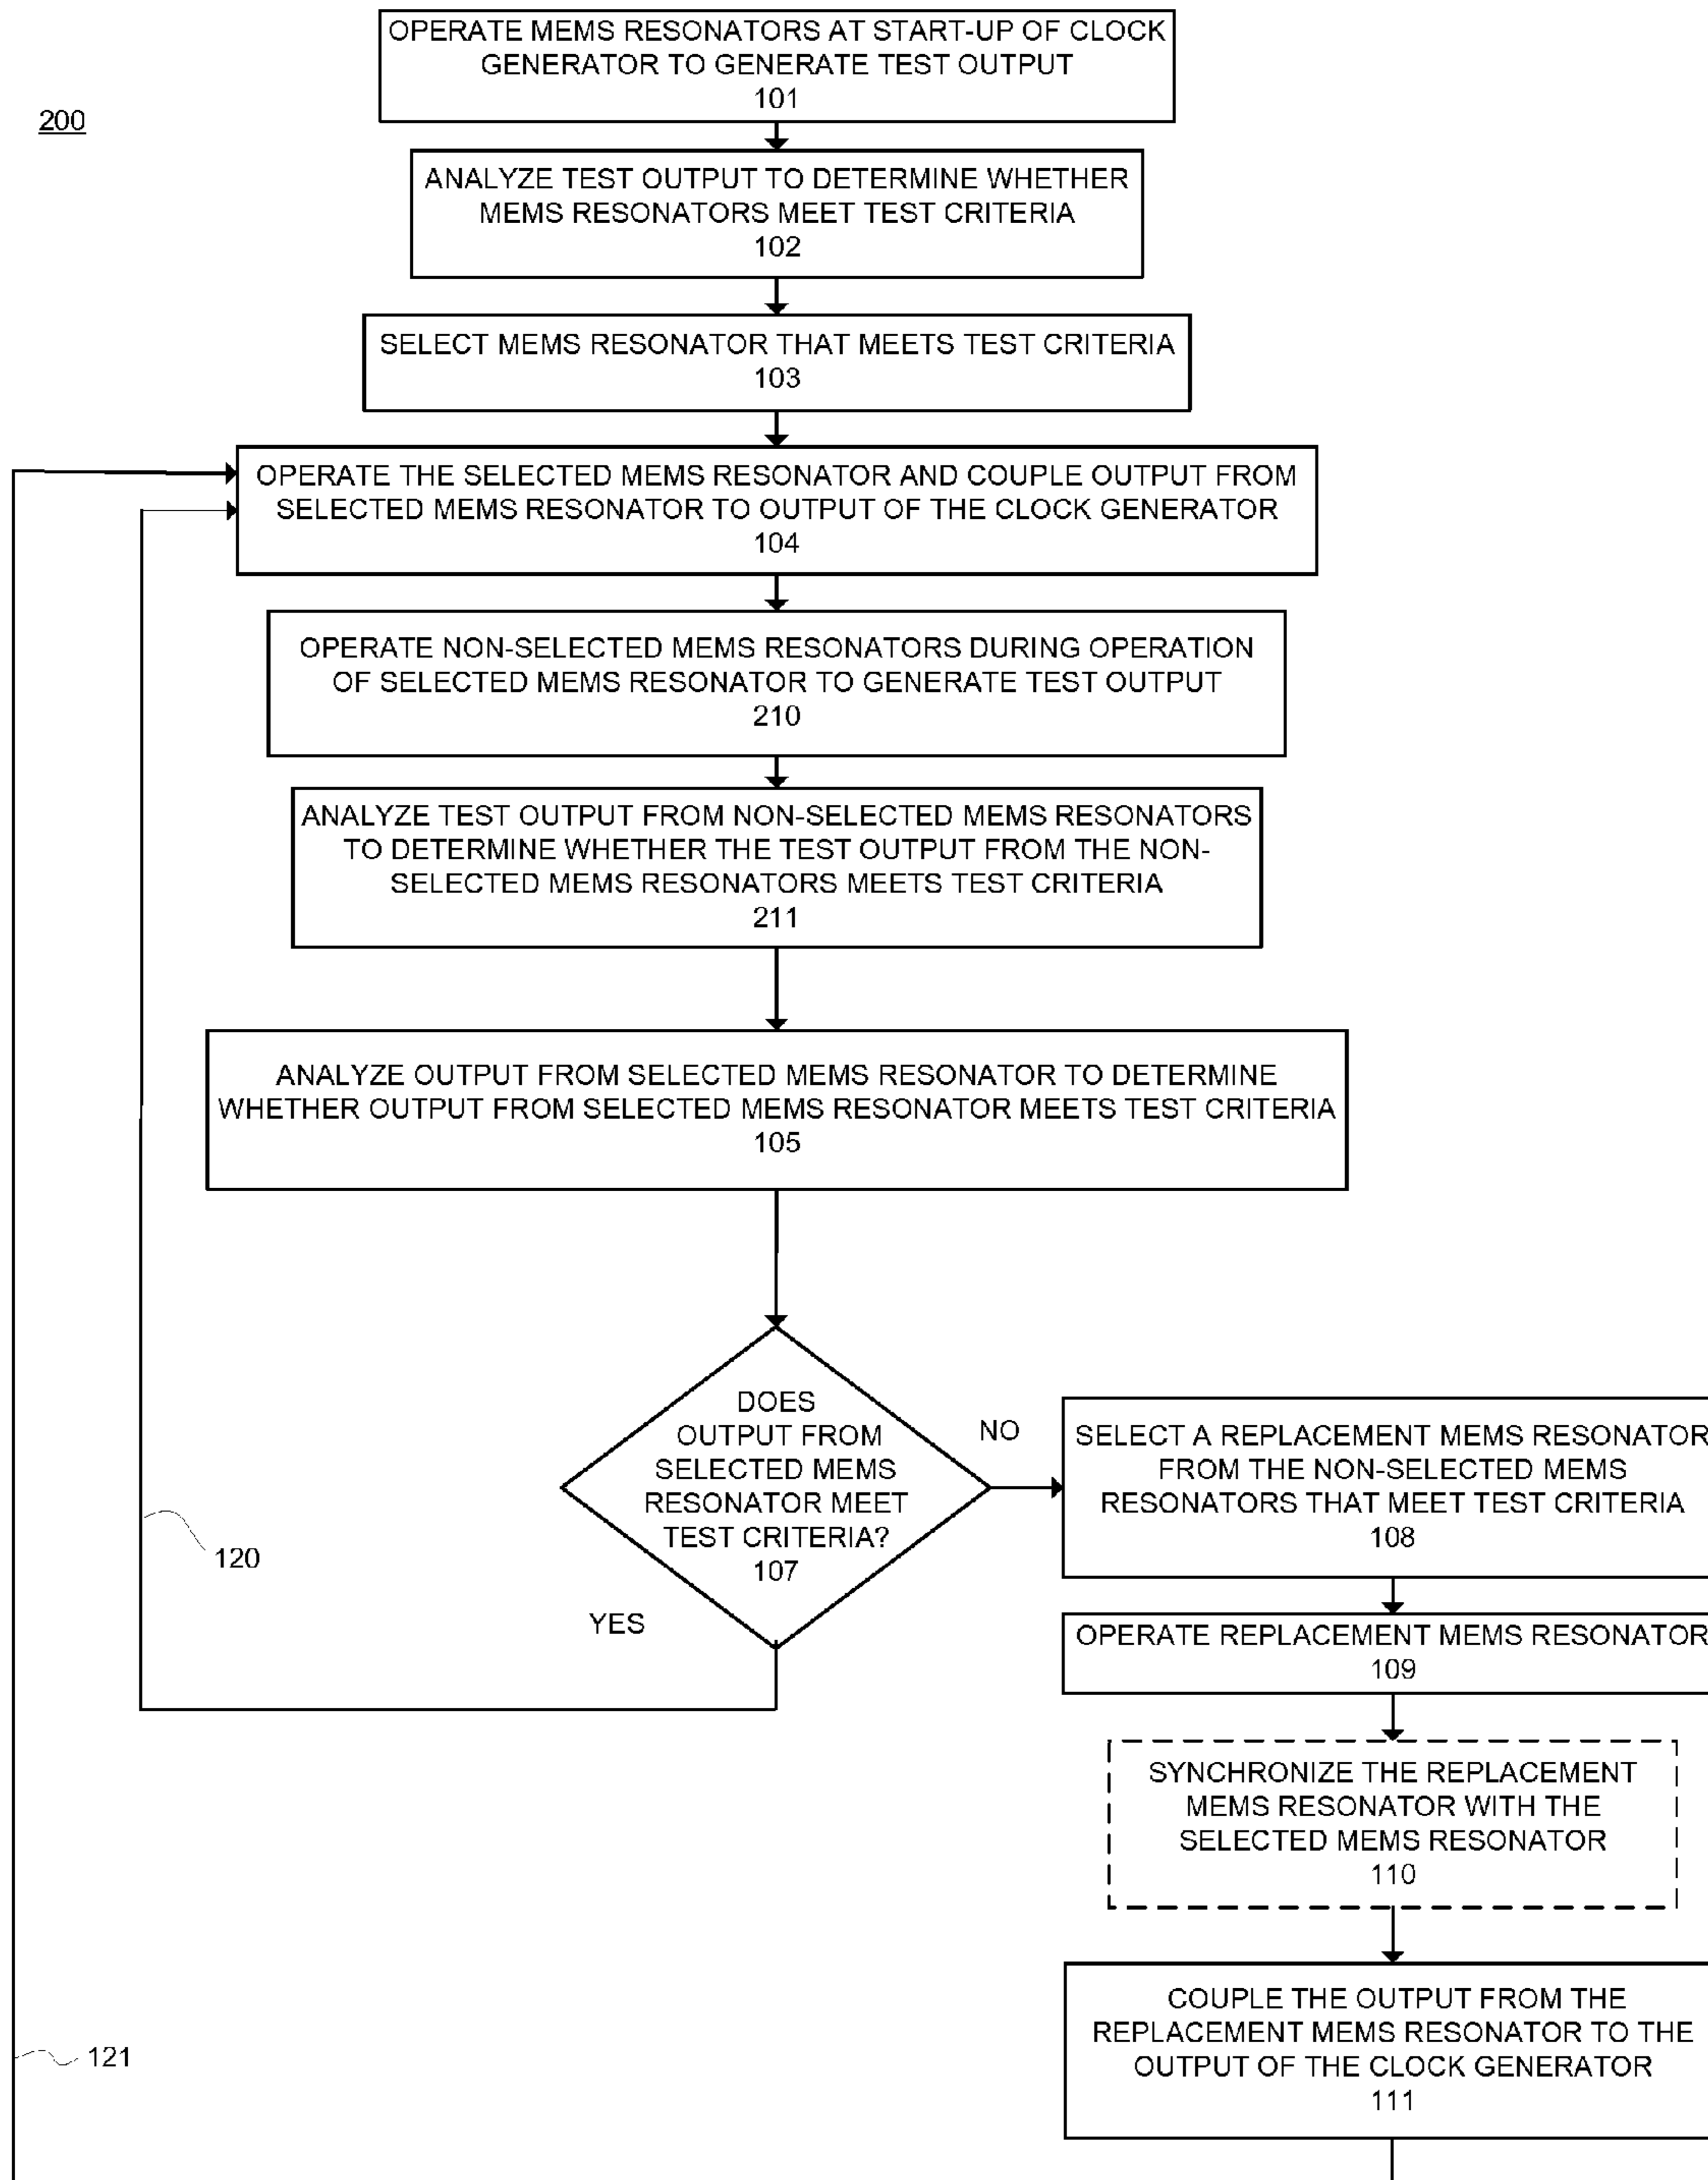 200
OPERATE MEMS RESONATORS AT START-UP OF CLOCK
GENERATOR TO GENERATE TEST OUTPUT
101
ANALYZE TEST OUTPUT TO DETERMINE WHETHER
MEMS RESONATORS MEET TEST CRITERIA
102
SELECT MEMS RESONATOR THAT MEETS TEST CRITERIA
103
OPERATE THE SELECTED MEMS RESONATOR AND COUPLE OUTPUT FROM
SELECTED MEMS RESONATOR TO OUTPUT OF THE CLOCK GENERATOR
104
OPERATE NON-SELECTED MEMS RESONATORS DURING OPERATION
OF SELECTED MEMS RESONATOR TO GENERATE TEST OUTPUT
210
ANALYZE TEST OUTPUT FROM NON-SELECTED MEMS RESONATORS
TO DETERMINE WHETHER THE TEST OUTPUT FROM THE NON-
SELECTED MEMS RESONATORS MEETS TEST CRITERIA
211
ANALYZE OUTPUT FROM SELECTED MEMS RESONATOR TO DETERMINE
WHETHER OUTPUT FROM SELECTED MEMS RESONATOR MEETS TEST CRITERIA
105
DOES
OUTPUT FROM
SELECTED MEMS
RESONATOR MEET
TEST CRITERIA?
107
NO
YES
120
SELECT A REPLACEMENT MEMS RESONATOR
FROM THE NON-SELECTED MEMS
RESONATORS THAT MEET TEST CRITERIA
108
OPERATE REPLACEMENT MEMS RESONATOR
109
SYNCHRONIZE THE REPLACEMENT
MEMS RESONATOR WITH THE
SELECTED MEMS RESONATOR
110
COUPLE THE OUTPUT FROM THE
REPLACEMENT MEMS RESONATOR TO THE
OUTPUT OF THE CLOCK GENERATOR
111
121